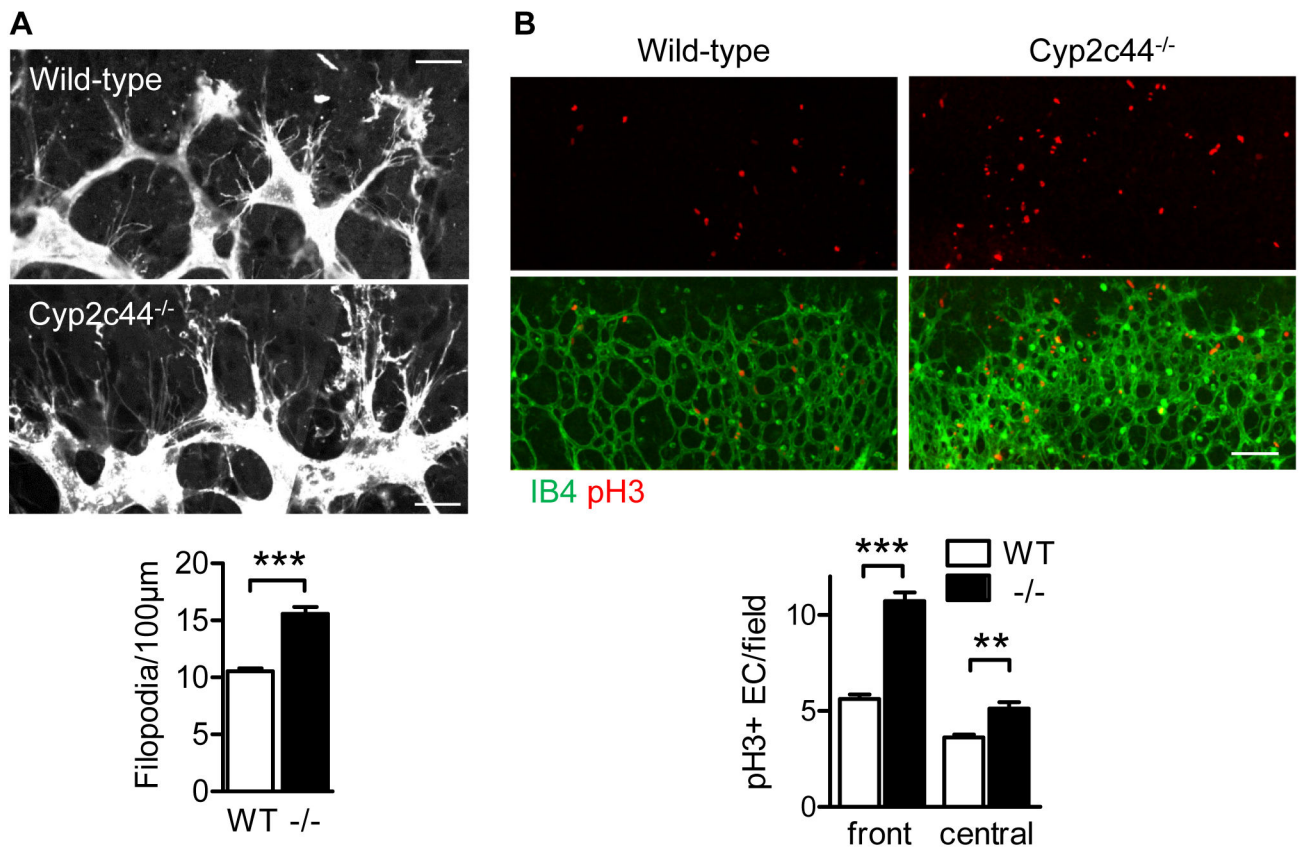 A
Wild-type
Cyp2c44-/-
20
15
10
5
0
Filopodia/100µm
***
WT -/-
B
Wild-type Cyp2c44-/-
IB4 pH3
WT
-/-
10
5
0
pH3+ EC/field
***
**
front central